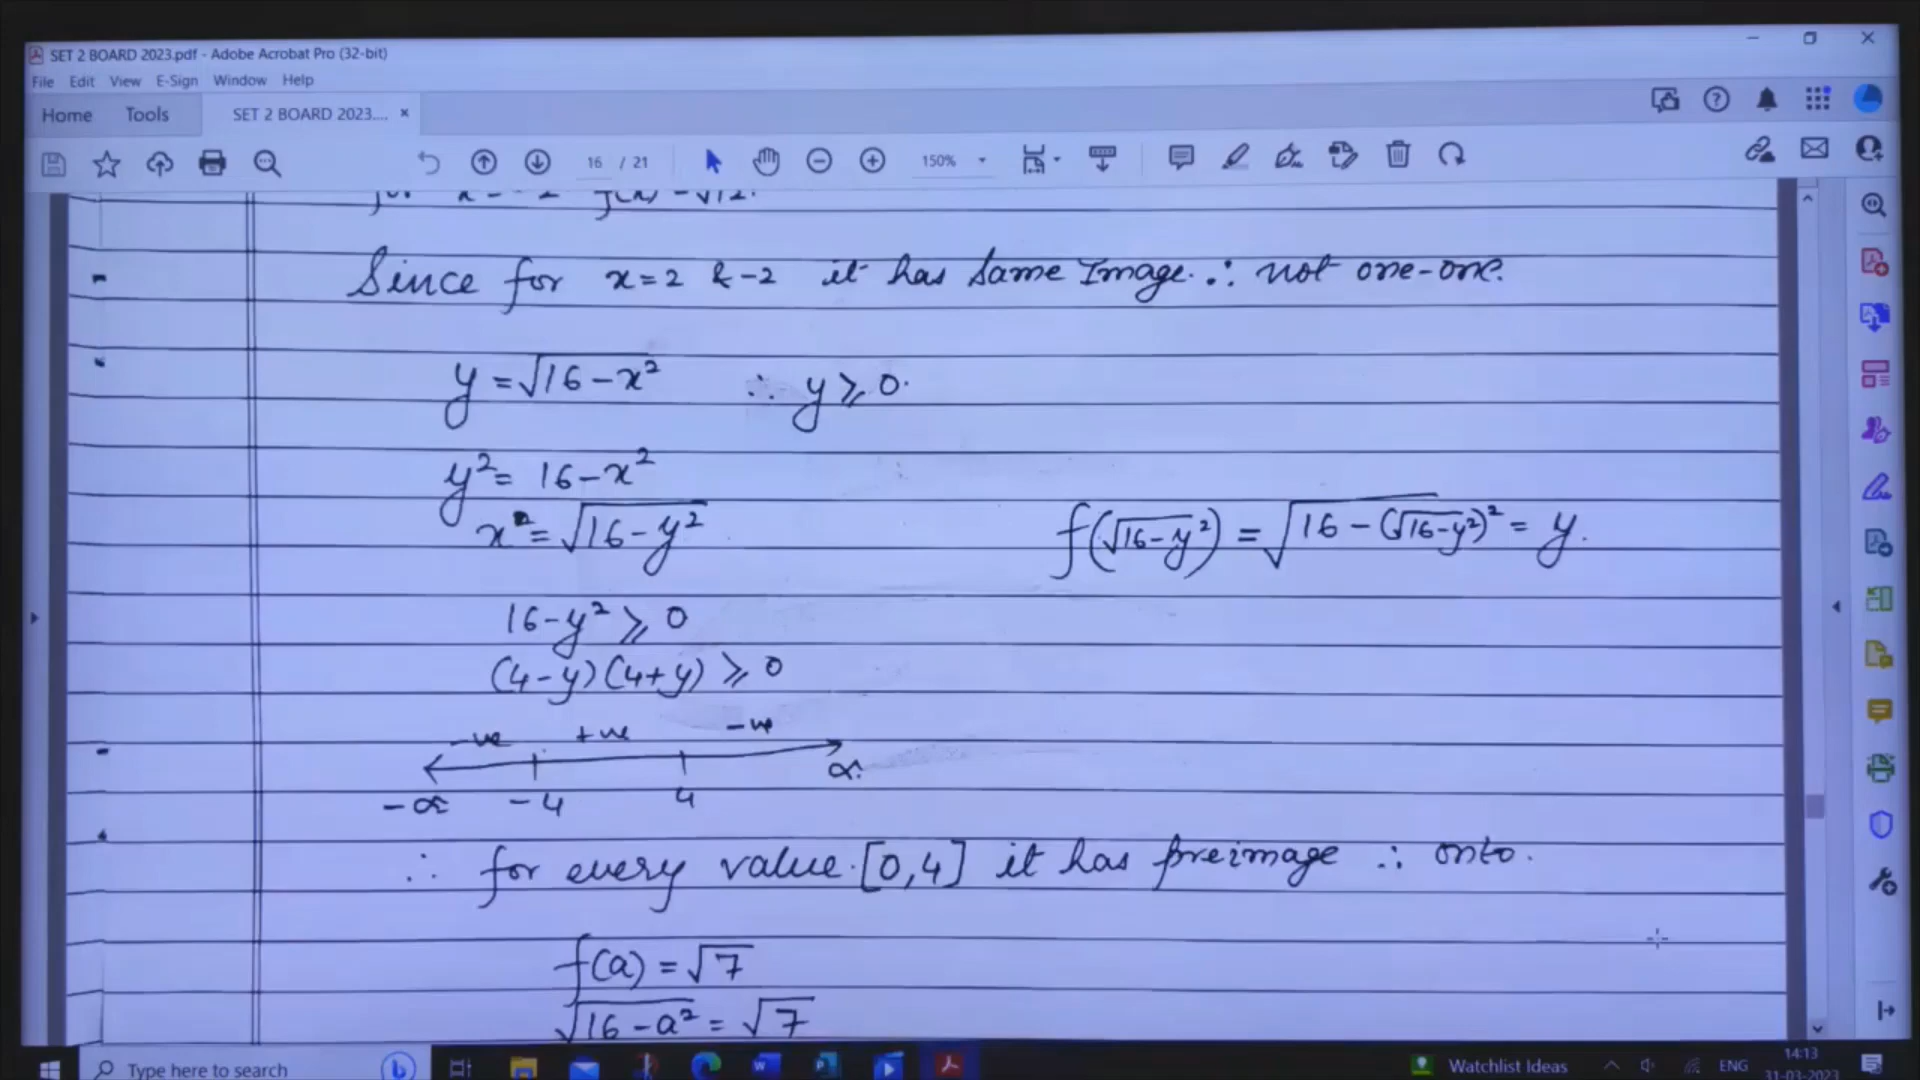 SET 2 BOARD 2023.pdf - Adobe Acrobat Pro (32-bit)
File Edit View E-Sign Window Help
Home Tools SET 2 BOARD 2023.... ×
16 / 21 150%
Since for x=2 & -2 it has same Image. ∴ not one-one.
y = √16-x² ∴ y ⩾ 0.
y² = 16-x²
x = √16-y² f(√16-y²) = √16-(√16-y²)² = y.
16-y² ⩾ 0
(4-y)(4+y) ⩾ 0
-ve +ve -ve
-∝ -4 4 ∝.
∴ for every value [0,4] it has preimage ∴ onto.
f(a) = √7
√16-a² = √7
Type here to search Watchlist Ideas ENG 14:13
31-03-2023